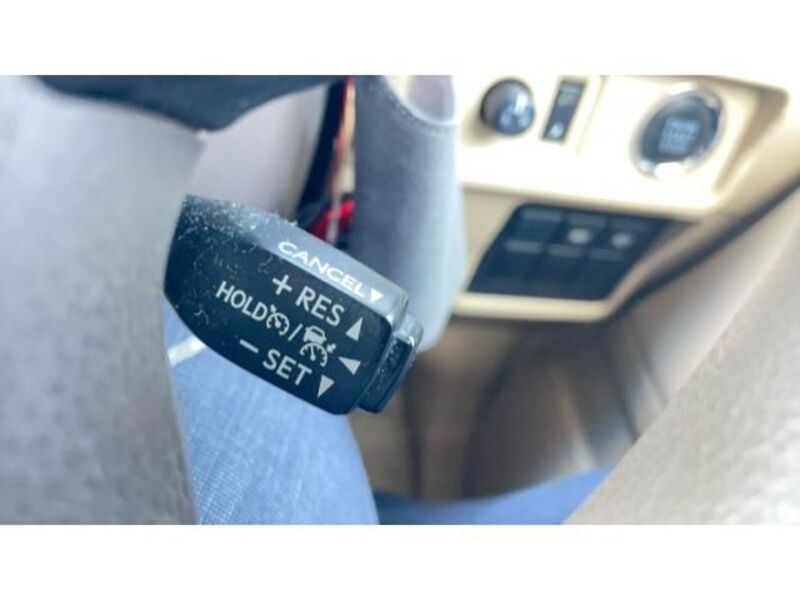 CANCEL ▼
+ RES ▲
HOLD / ◀
− SET ▼